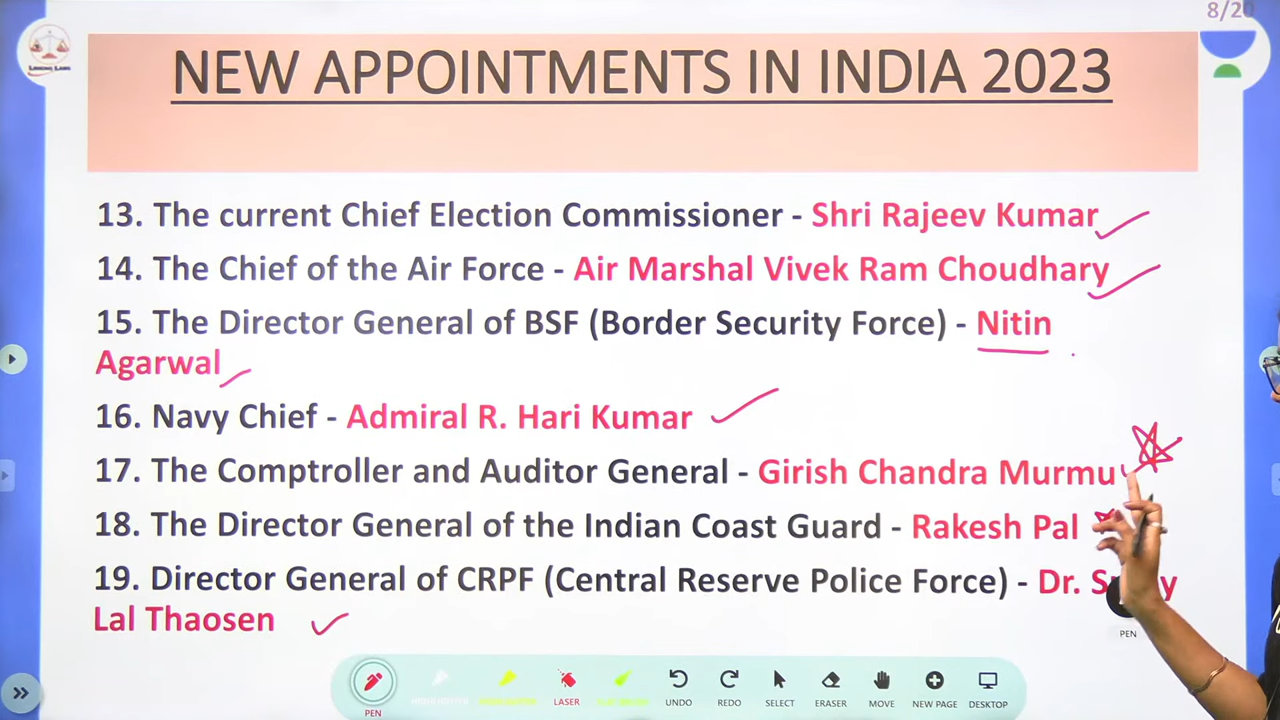 8/20
LINKING LAWS
NEW APPOINTMENTS IN INDIA 2023
13. The current Chief Election Commissioner - Shri Rajeev Kumar
14. The Chief of the Air Force - Air Marshal Vivek Ram Choudhary
15. The Director General of BSF (Border Security Force) - Nitin
Agarwal
16. Navy Chief - Admiral R. Hari Kumar
17. The Comptroller and Auditor General - Girish Chandra Murmu
18. The Director General of the Indian Coast Guard - Rakesh Pal
19. Director General of CRPF (Central Reserve Police Force) - Dr.
Lal Thaosen
PEN
PEN
HIGHLIGHTER
LASER
UNDO
REDO
SELECT
ERASER
MOVE
NEW PAGE
DESKTOP